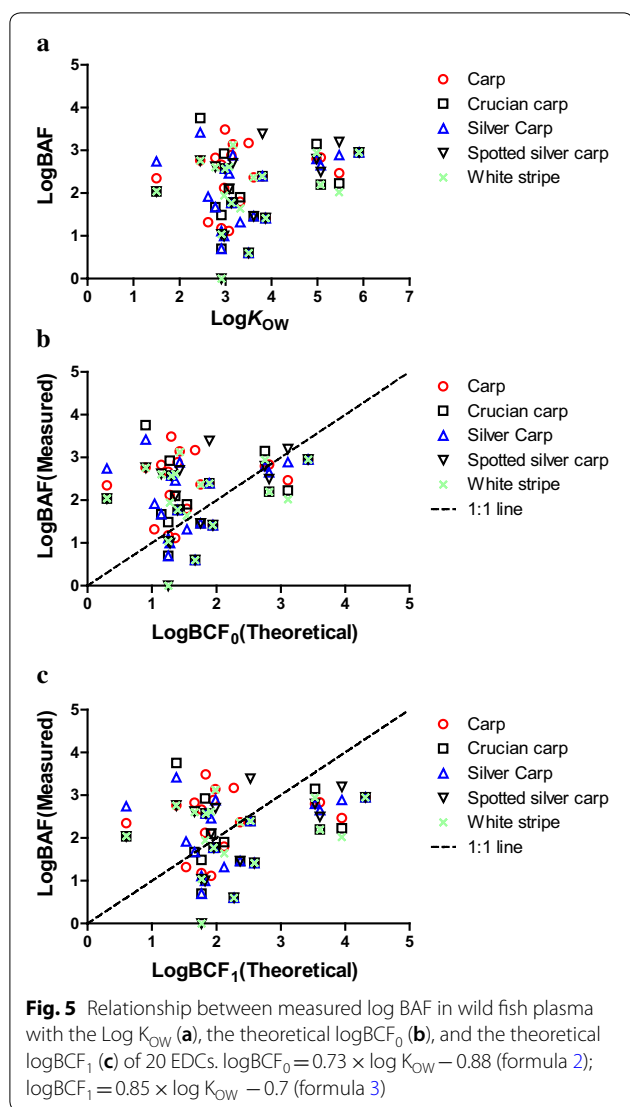 a
LogBAF
5
4
3
2
1
0
0 1 2 3 4 5 6 7
LogK_OW
Carp
Crucian carp
Silver Carp
Spotted silver carp
White stripe
b
LogBAF(Measured)
5
4
3
2
1
0
0 1 2 3 4 5
LogBCF₀(Theoretical)
Carp
Crucian carp
Silver Carp
Spotted silver carp
White stripe
1:1 line
c
LogBAF(Measured)
5
4
3
2
1
0
0 1 2 3 4 5
LogBCF₁(Theoretical)
Carp
Crucian carp
Silver Carp
Spotted silver carp
White stripe
1:1 line
Fig. 5 Relationship between measured log BAF in wild fish plasma
with the Log K_OW (a), the theoretical logBCF₀ (b), and the theoretical
logBCF₁ (c) of 20 EDCs. logBCF₀ = 0.73 × log K_OW − 0.88 (formula 2);
logBCF₁ = 0.85 × log K_OW − 0.7 (formula 3)